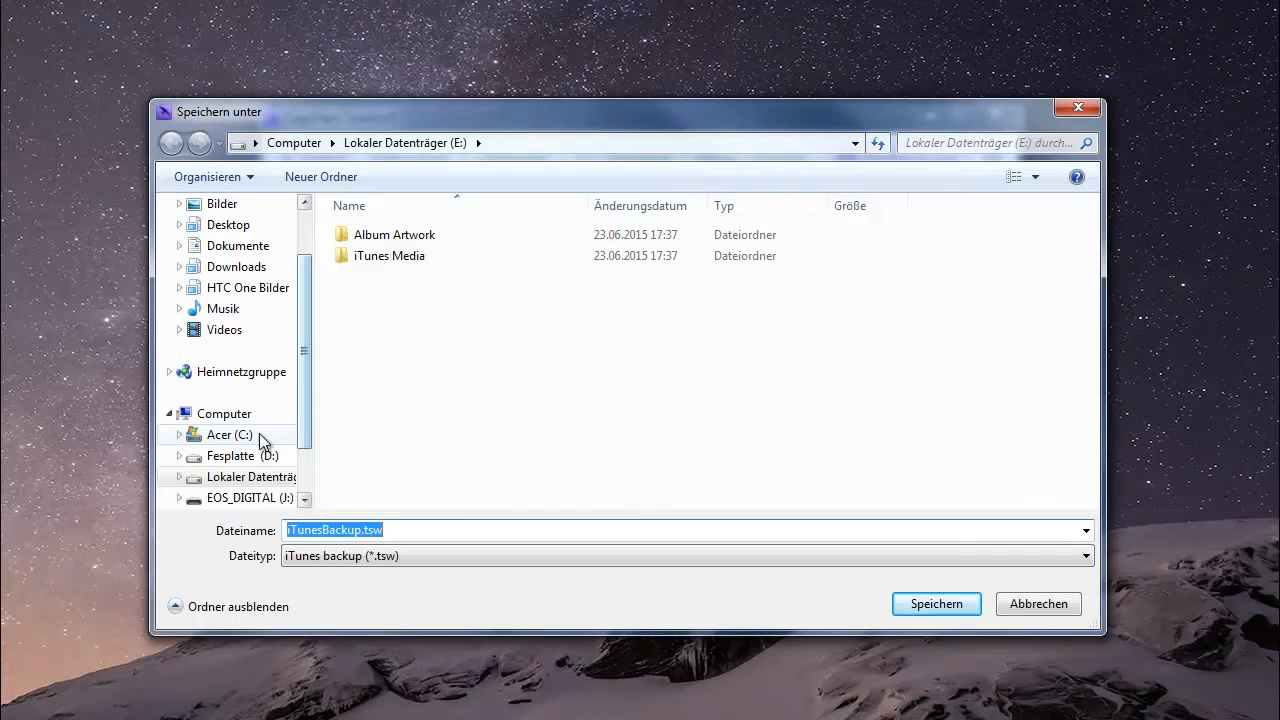 Speichern unter
Computer Lokaler Datenträger (E:)
Lokaler Datenträger (E:) durch...
Organisieren Neuer Ordner
Name Änderungsdatum Typ Größe
Bilder
Desktop
Dokumente
Downloads
HTC One Bilder
Musik
Videos
Heimnetzgruppe
Computer
Acer (C:)
Fesplatte (D:)
Lokaler Datenträg
EOS_DIGITAL (J:)
Album Artwork 23.06.2015 17:37 Dateiordner
iTunes Media 23.06.2015 17:37 Dateiordner
Dateiname: iTunesBackup.tsw
Dateityp: iTunes backup (*.tsw)
Ordner ausblenden
Speichern Abbrechen